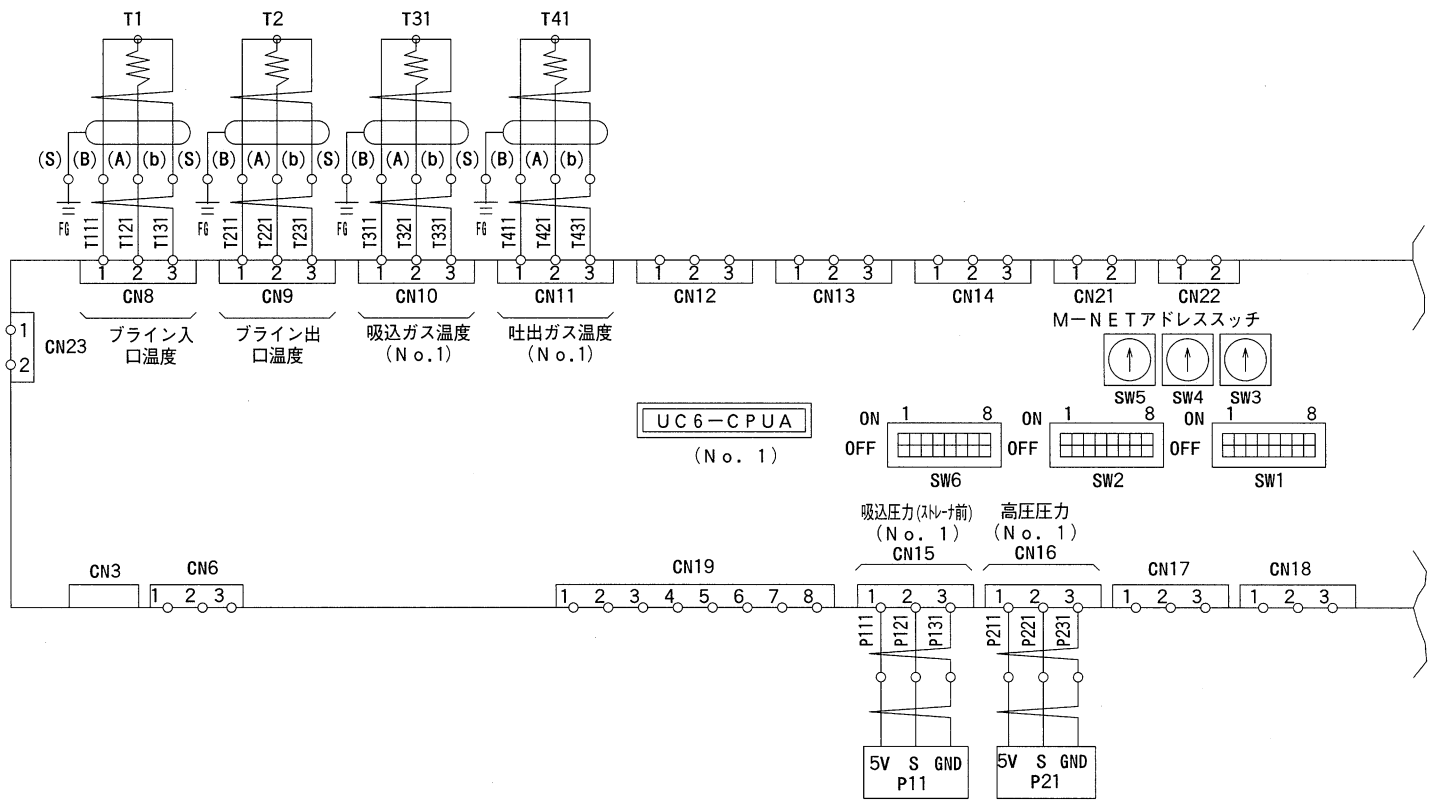 T1 T2 T31 T41
(S) (B) (A) (b) (S) (B) (A) (b) (S) (B) (A) (b) (S) (B) (A) (b)
FG T111 T121 T131 FG T211 T221 T231 FG T311 T321 T331 FG T411 T421 T431
1 2 3 1 2 3 1 2 3 1 2 3 1 2 3 1 2 3 1 2 3 1 2 1 2
CN8 CN9 CN10 CN11 CN12 CN13 CN14 CN21 CN22
ブライン入
口温度
ブライン出
口温度
吸込ガス温度
(No.1)
吐出ガス温度
(No.1)
1
2
CN23
M−NETアドレススッチ
SW5 SW4 SW3
UC6−CPUA
(No. 1)
ON 1 8 ON 1 8 ON 1 8
OFF OFF OFF
SW6 SW2 SW1
吸込圧力(ストレーナ前)
(No. 1)
CN15
高圧圧力
(No. 1)
CN16
CN3 CN6 CN19 CN17 CN18
1 2 3 1 2 3 4 5 6 7 8 1 2 3 1 2 3 1 2 3 1 2 3
P111 P121 P131 P211 P221 P231
5V S GND
P11
5V S GND
P21